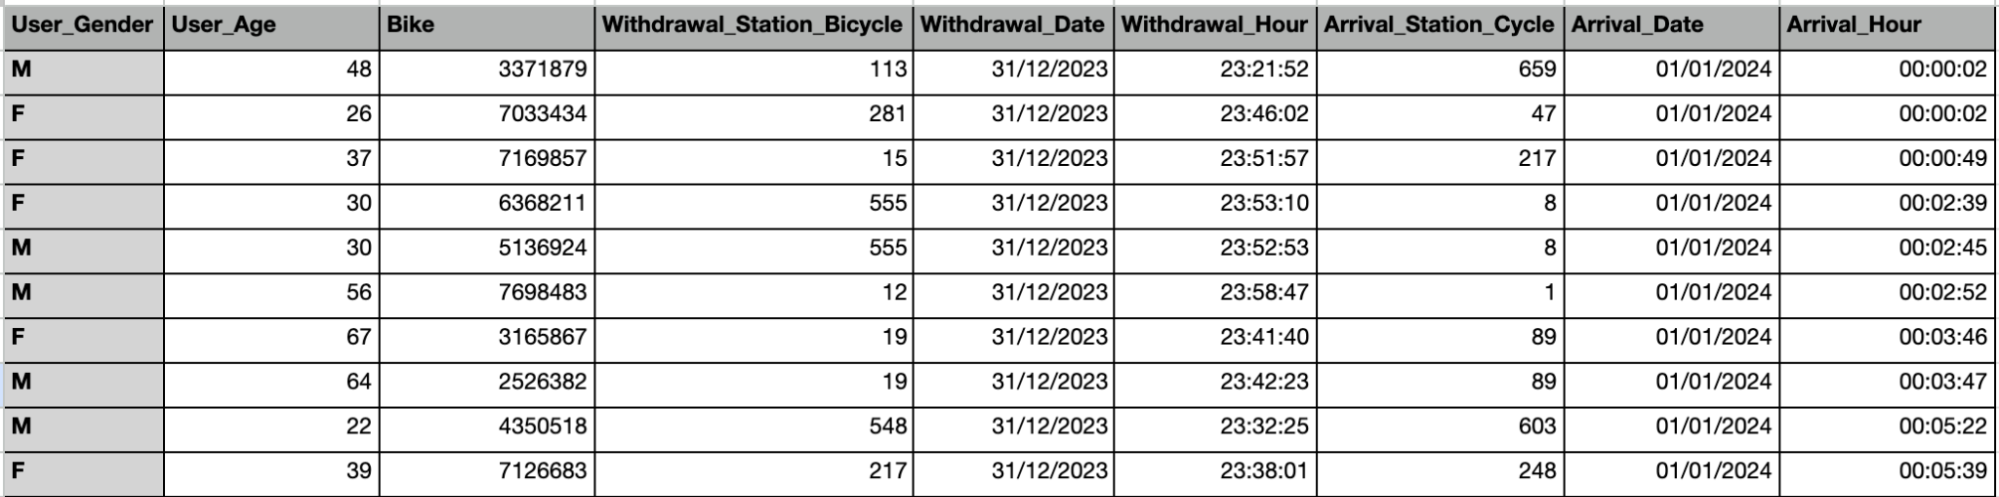 User_Gender User_Age Bike Withdrawal_Station_Bicycle Withdrawal_Date Withdrawal_Hour Arrival_Station_Cycle Arrival_Date Arrival_Hour
M 48 3371879 113 31/12/2023 23:21:52 659 01/01/2024 00:00:02
F 26 7033434 281 31/12/2023 23:46:02 47 01/01/2024 00:00:02
F 37 7169857 15 31/12/2023 23:51:57 217 01/01/2024 00:00:49
F 30 6368211 555 31/12/2023 23:53:10 8 01/01/2024 00:02:39
M 30 5136924 555 31/12/2023 23:52:53 8 01/01/2024 00:02:45
M 56 7698483 12 31/12/2023 23:58:47 1 01/01/2024 00:02:52
F 67 3165867 19 31/12/2023 23:41:40 89 01/01/2024 00:03:46
M 64 2526382 19 31/12/2023 23:42:23 89 01/01/2024 00:03:47
M 22 4350518 548 31/12/2023 23:32:25 603 01/01/2024 00:05:22
F 39 7126683 217 31/12/2023 23:38:01 248 01/01/2024 00:05:39